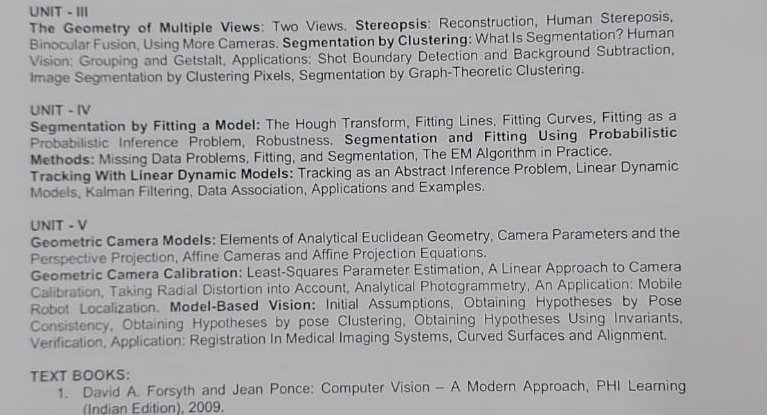 UNIT - III
The Geometry of Multiple Views: Two Views. Stereopsis: Reconstruction, Human Stereposis,
Binocular Fusion, Using More Cameras. Segmentation by Clustering: What Is Segmentation? Human
Vision: Grouping and Getstalt, Applications: Shot Boundary Detection and Background Subtraction,
Image Segmentation by Clustering Pixels, Segmentation by Graph-Theoretic Clustering.
UNIT - IV
Segmentation by Fitting a Model: The Hough Transform, Fitting Lines, Fitting Curves, Fitting as a
Probabilistic Inference Problem, Robustness. Segmentation and Fitting Using Probabilistic
Methods: Missing Data Problems, Fitting, and Segmentation, The EM Algorithm in Practice.
Tracking With Linear Dynamic Models: Tracking as an Abstract Inference Problem, Linear Dynamic
Models, Kalman Filtering, Data Association, Applications and Examples.
UNIT - V
Geometric Camera Models: Elements of Analytical Euclidean Geometry, Camera Parameters and the
Perspective Projection, Affine Cameras and Affine Projection Equations.
Geometric Camera Calibration: Least-Squares Parameter Estimation, A Linear Approach to Camera
Calibration, Taking Radial Distortion into Account, Analytical Photogrammetry, An Application: Mobile
Robot Localization. Model-Based Vision: Initial Assumptions, Obtaining Hypotheses by Pose
Consistency, Obtaining Hypotheses by pose Clustering, Obtaining Hypotheses Using Invariants,
Verification, Application: Registration In Medical Imaging Systems, Curved Surfaces and Alignment.
TEXT BOOKS:
1. David A. Forsyth and Jean Ponce: Computer Vision – A Modern Approach, PHI Learning
(Indian Edition), 2009.